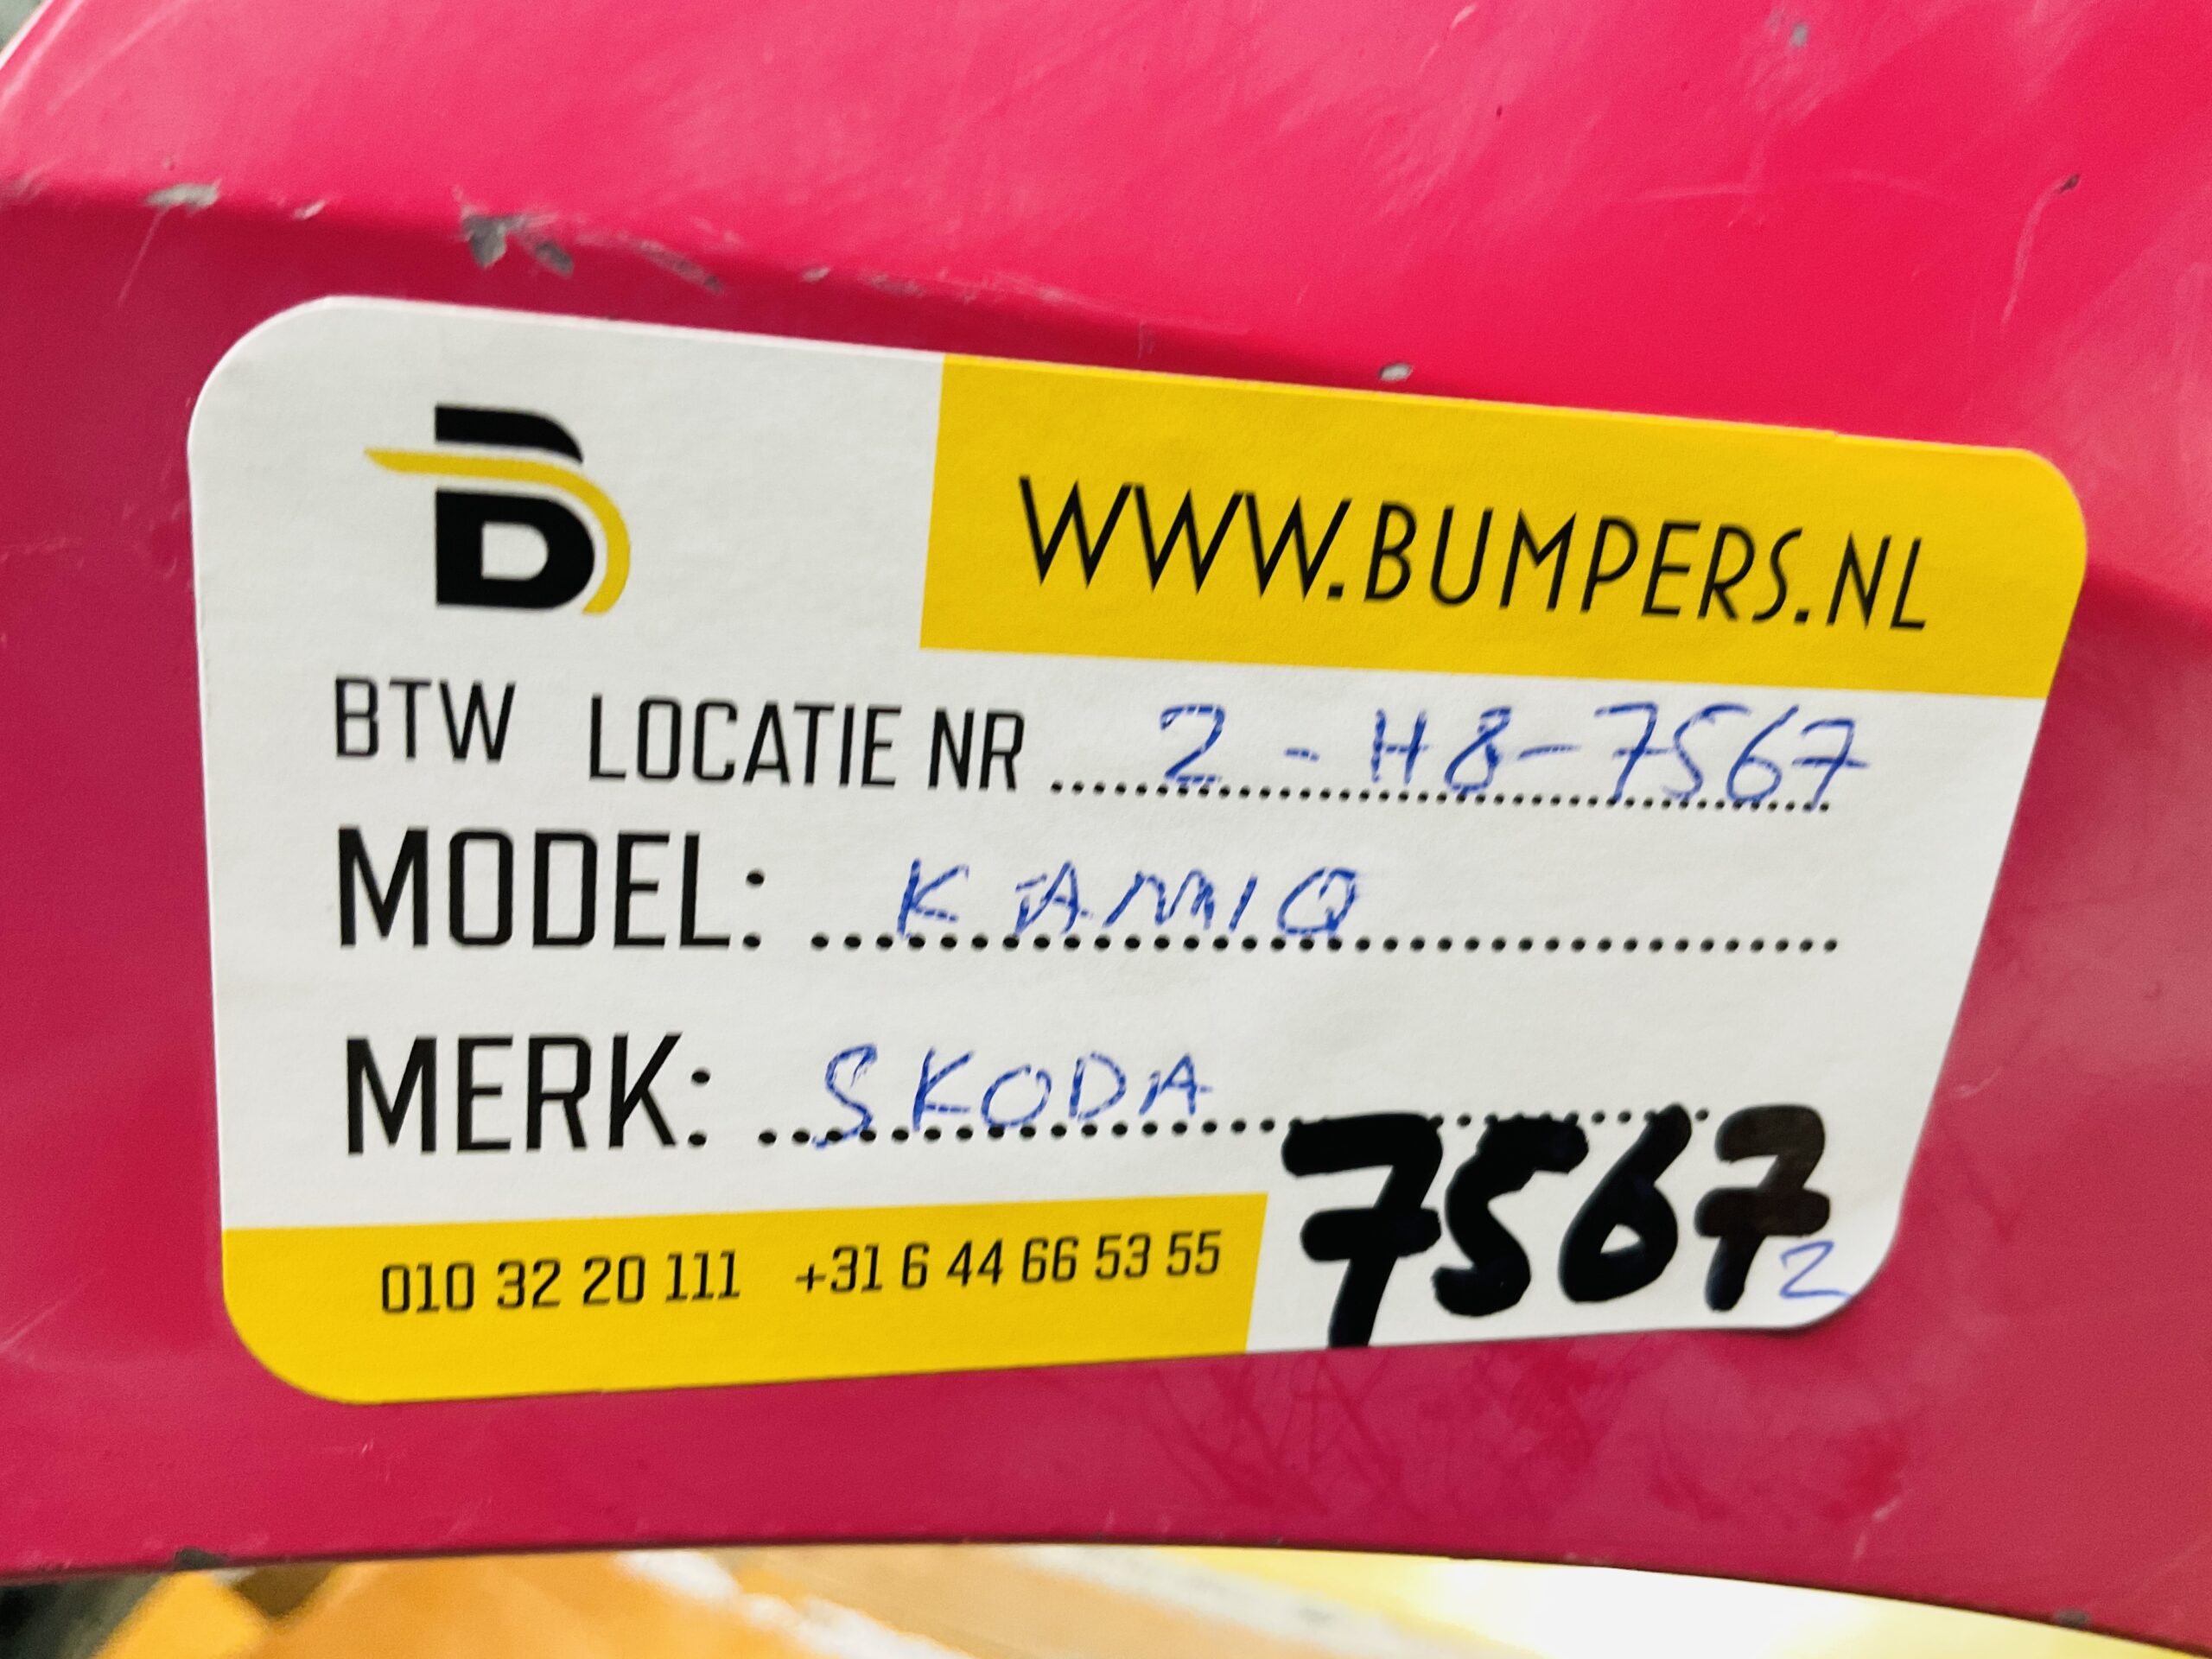 B
WWW.BUMPERS.NL
BTW LOCATIE NR 2-H8-7567
MODEL: KAMIQ
MERK: SKODA
7567
2
010 32 20 111 +31 6 44 66 53 55